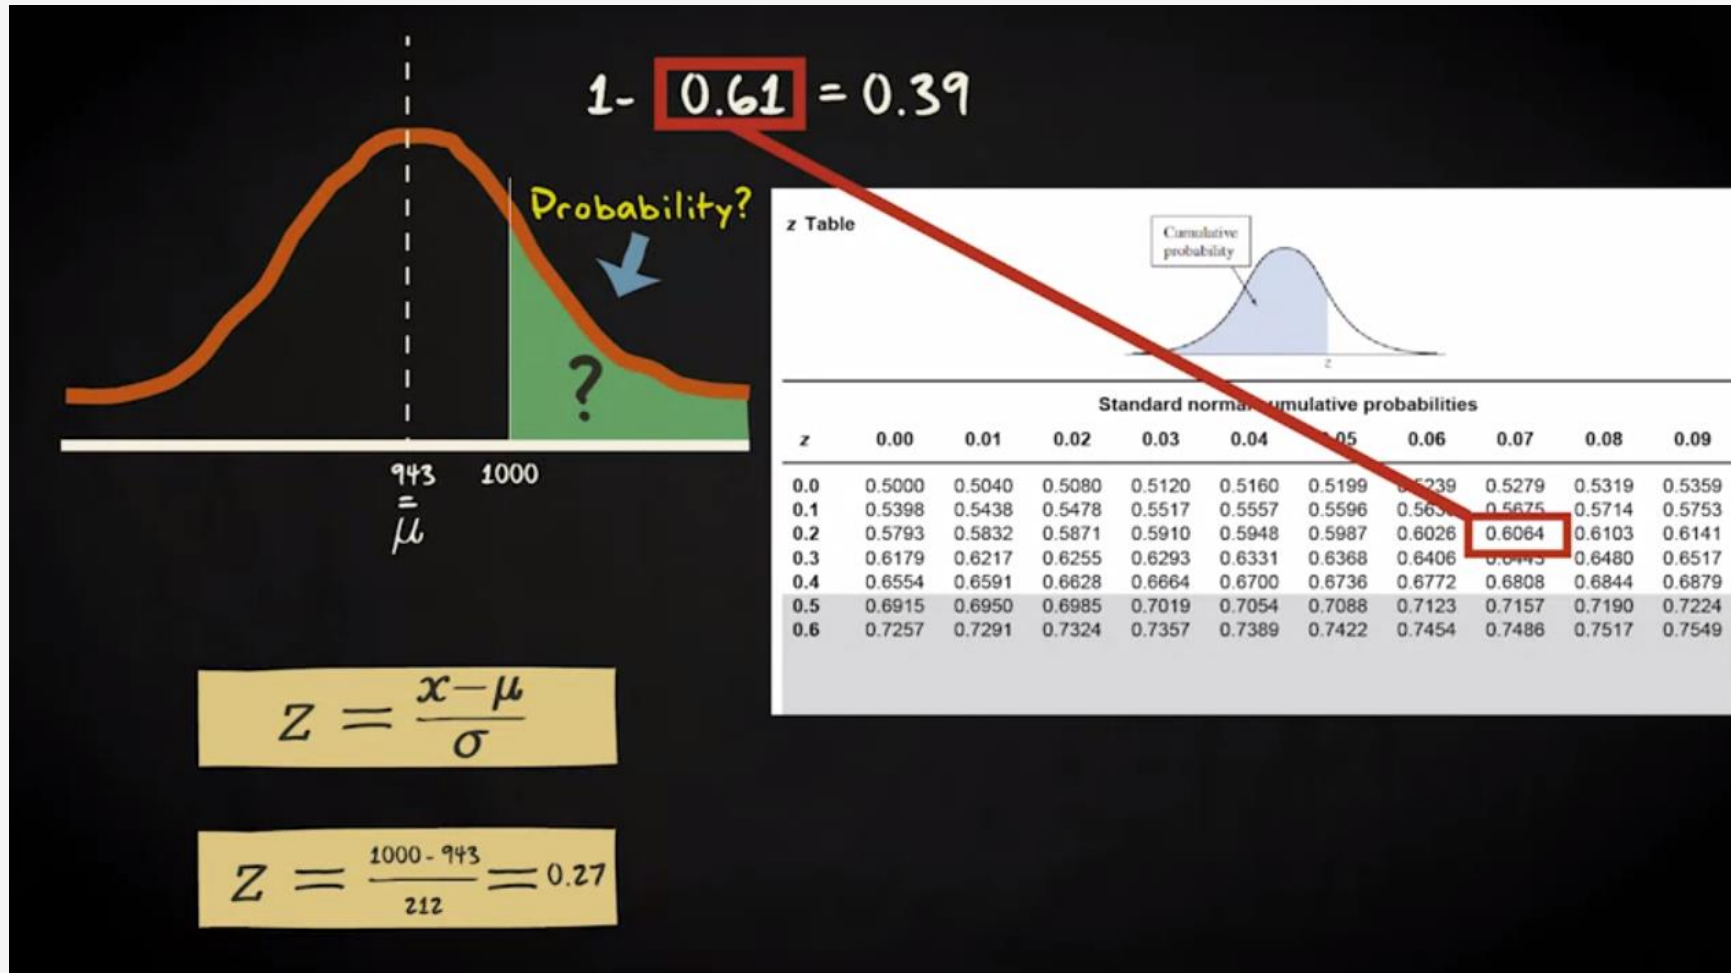 1- 0.61 = 0.39
Probability?
?
943 1000
=
μ
z Table
Cumulative
probability
z
Standard normal cumulative probabilities
z 0.00 0.01 0.02 0.03 0.04 0.05 0.06 0.07 0.08 0.09
0.0 0.5000 0.5040 0.5080 0.5120 0.5160 0.5199 0.5239 0.5279 0.5319 0.5359
0.1 0.5398 0.5438 0.5478 0.5517 0.5557 0.5596 0.5675 0.5714 0.5753
0.2 0.5793 0.5832 0.5871 0.5910 0.5948 0.5987 0.6026 0.6064 0.6103 0.6141
0.3 0.6179 0.6217 0.6255 0.6293 0.6331 0.6368 0.6406 0.6443 0.6480 0.6517
0.4 0.6554 0.6591 0.6628 0.6664 0.6700 0.6736 0.6772 0.6808 0.6844 0.6879
0.5 0.6915 0.6950 0.6985 0.7019 0.7054 0.7088 0.7123 0.7157 0.7190 0.7224
0.6 0.7257 0.7291 0.7324 0.7357 0.7389 0.7422 0.7454 0.7486 0.7517 0.7549
Z = x-μ
σ
Z = 1000 - 943 = 0.27
212